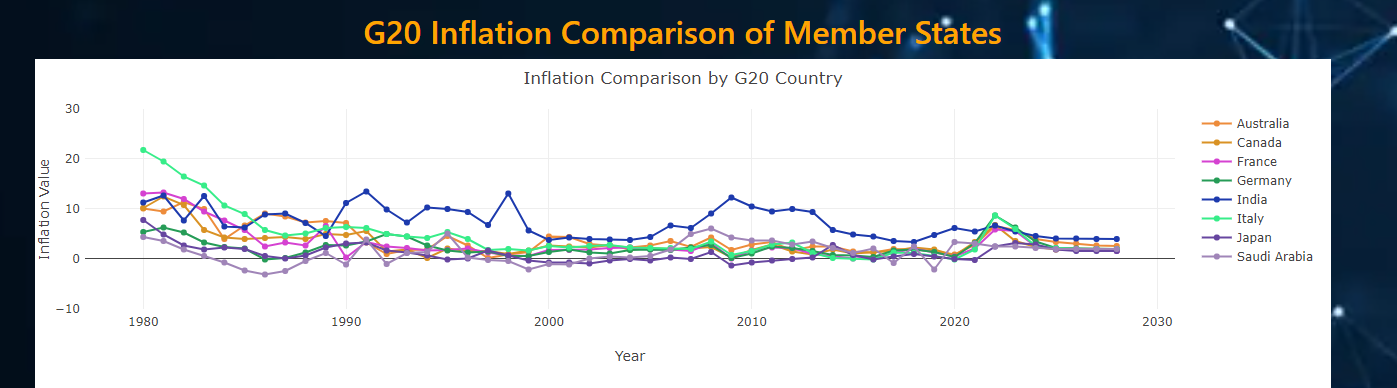 G20 Inflation Comparison of Member States
Inflation Comparison by G20 Country
30
20
10
0
−10
Inflation Value
1980
1990
2000
2010
2020
2030
Year
Australia
Canada
France
Germany
India
Italy
Japan
Saudi Arabia